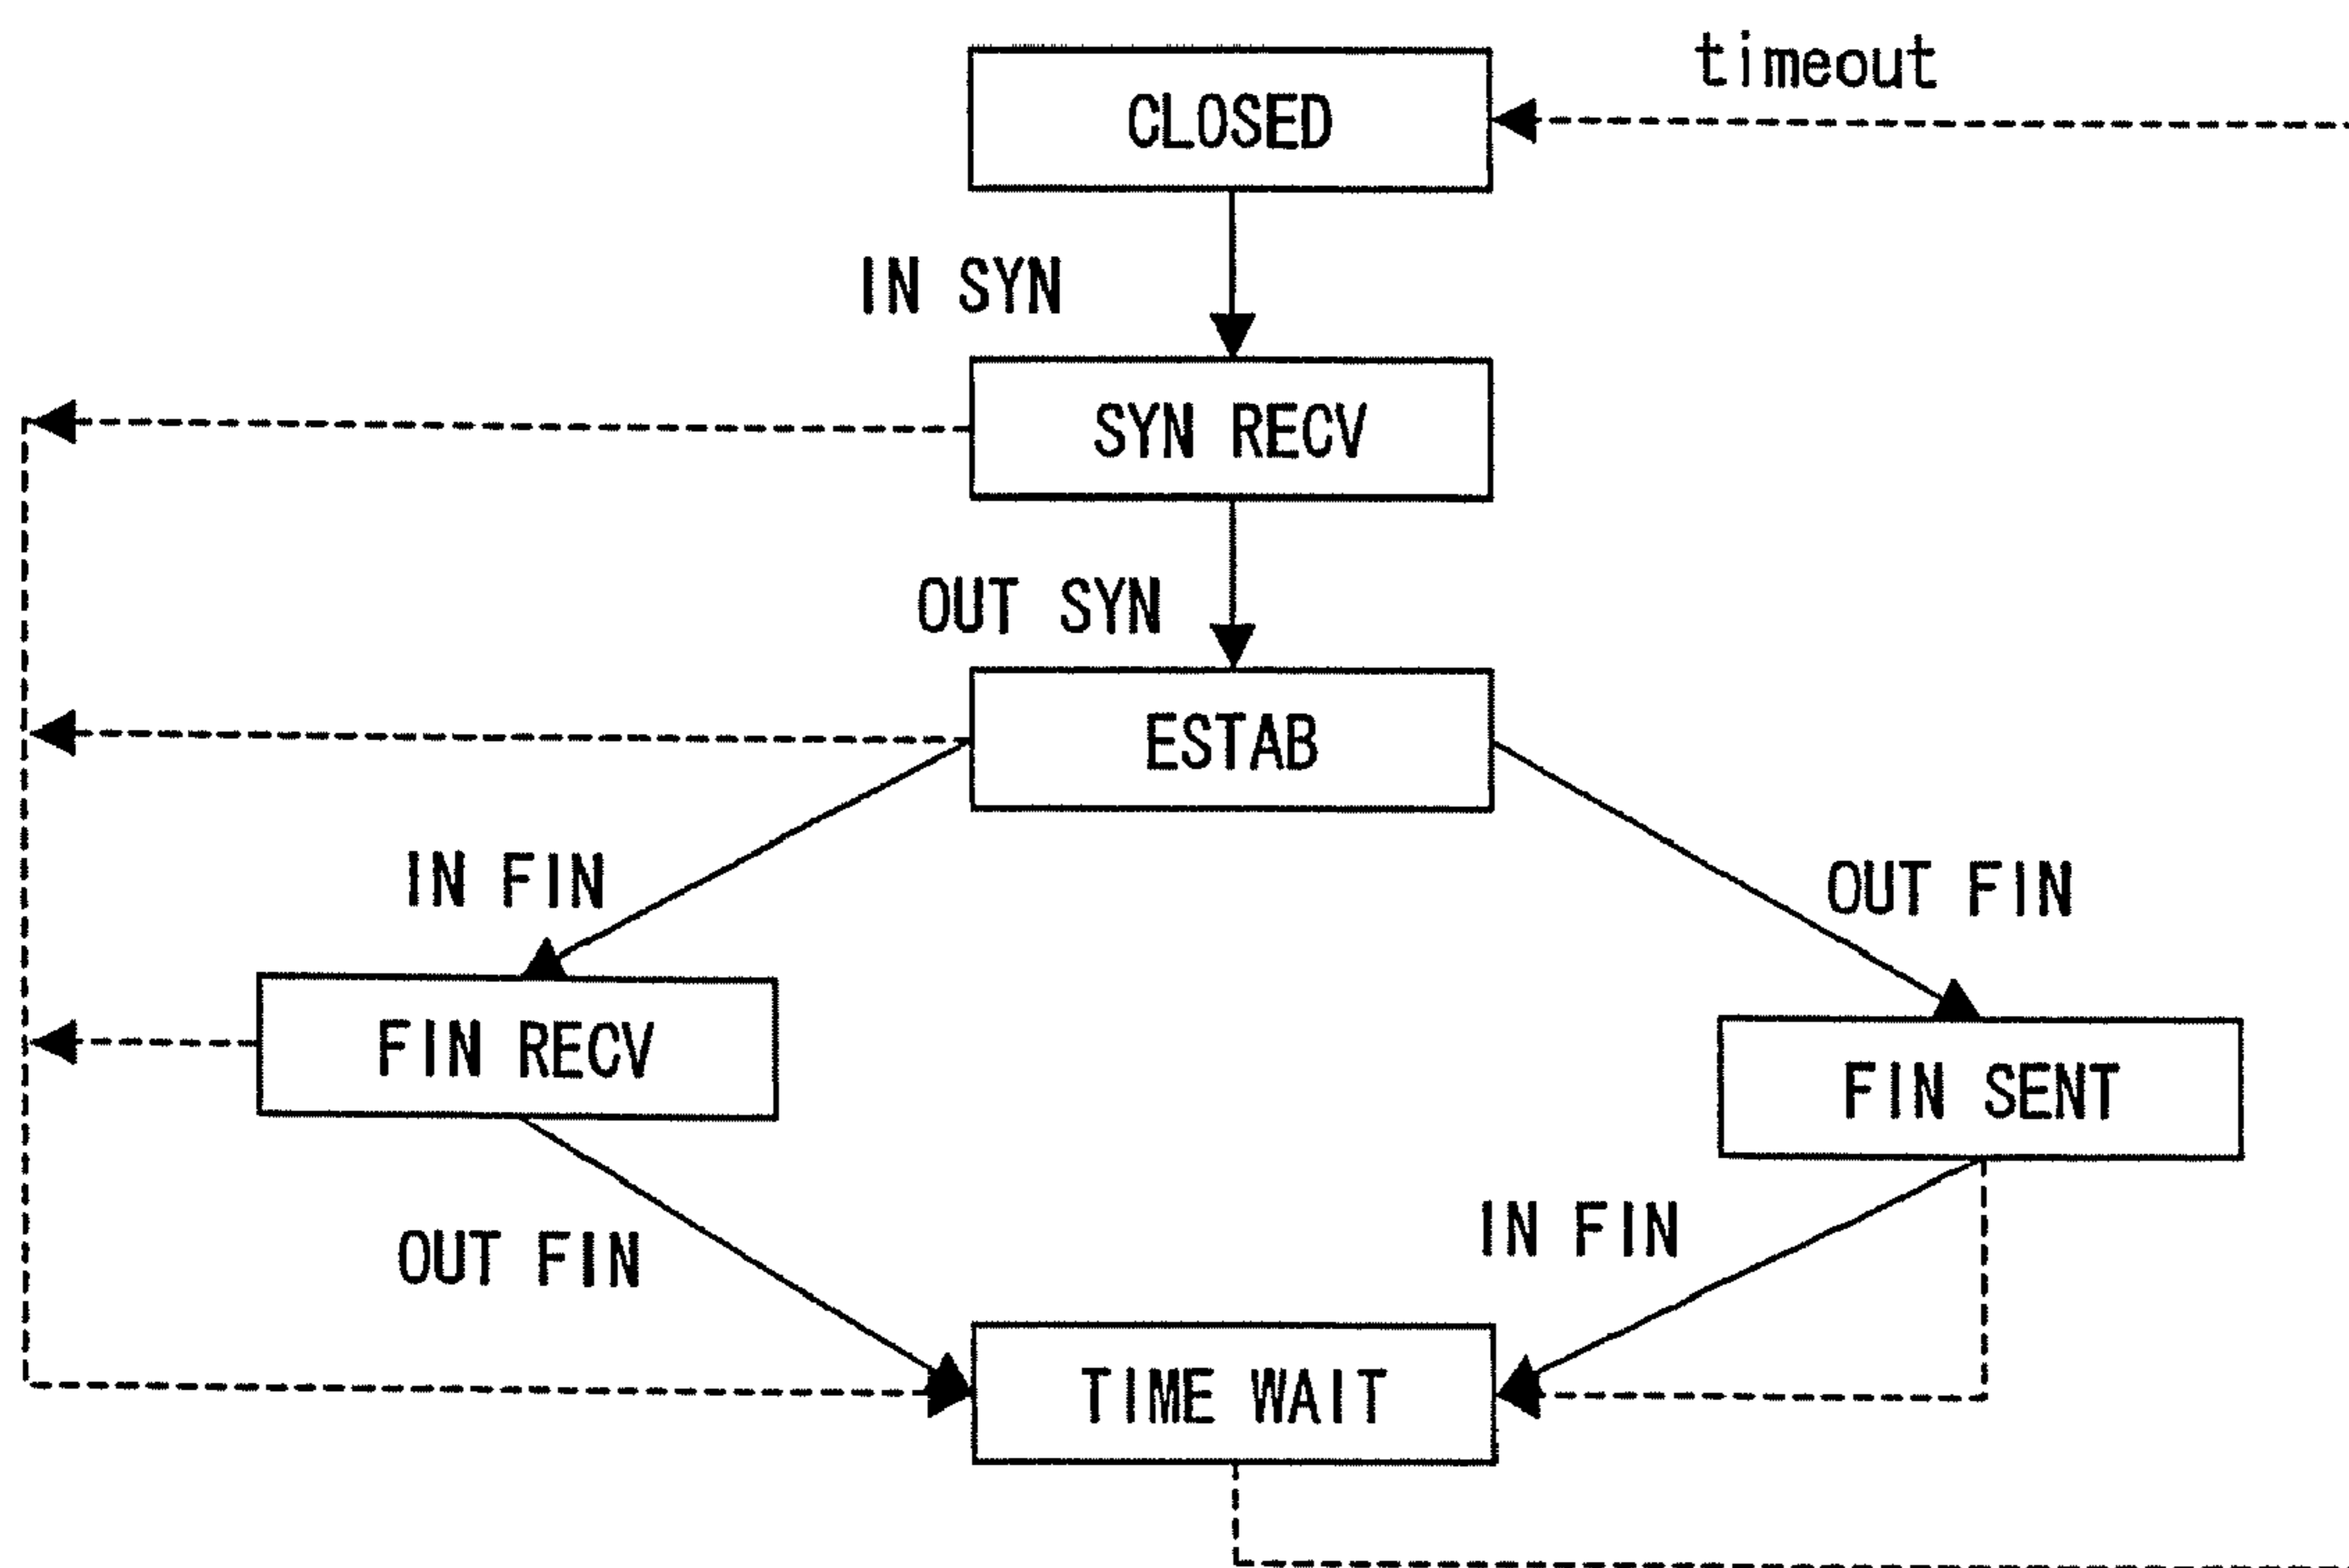 timeout
CLOSED
IN SYN
SYN RECV
OUT SYN
ESTAB
IN FIN
OUT FIN
FIN RECV
FIN SENT
OUT FIN
IN FIN
TIME WAIT